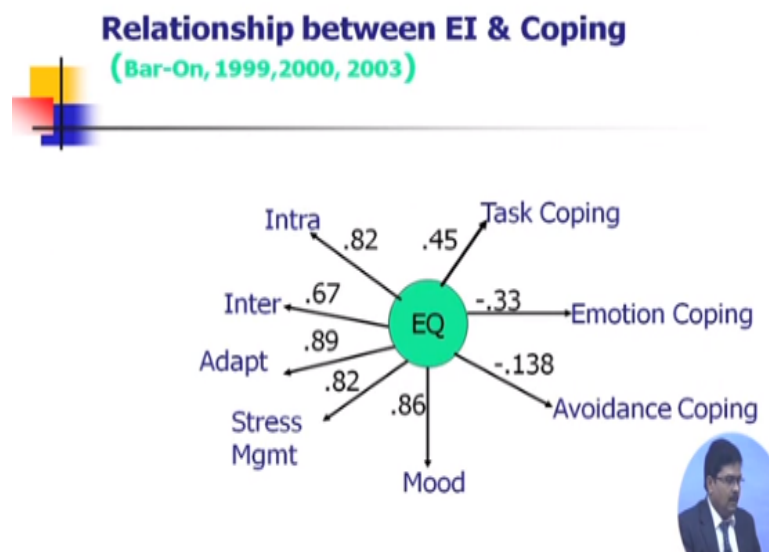 Relationship between EI & Coping
(Bar-On, 1999,2000, 2003)
Intra
.82
.45
Task Coping
Inter
.67
EQ
-.33
Emotion Coping
Adapt
.89
.82
-.138
Stress
Mgmt
.86
Avoidance Coping
Mood